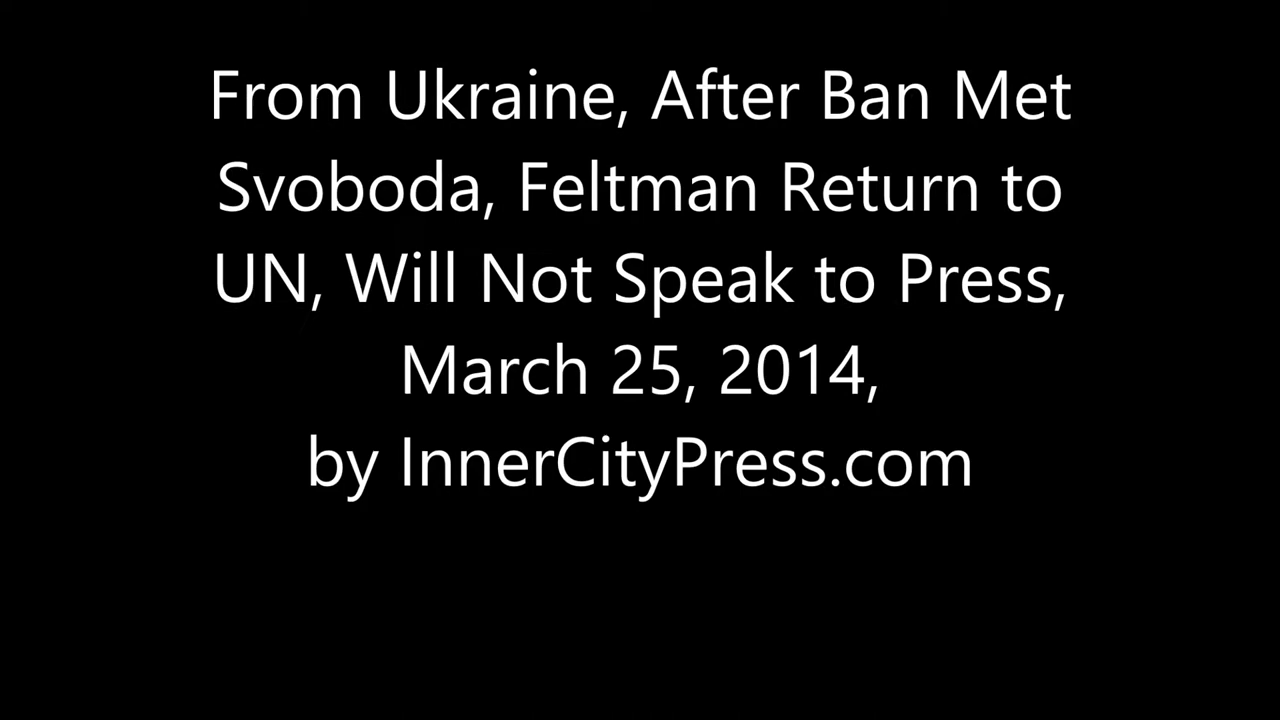 From Ukraine, After Ban Met
Svoboda, Feltman Return to
UN, Will Not Speak to Press,
March 25, 2014,
by InnerCityPress.com